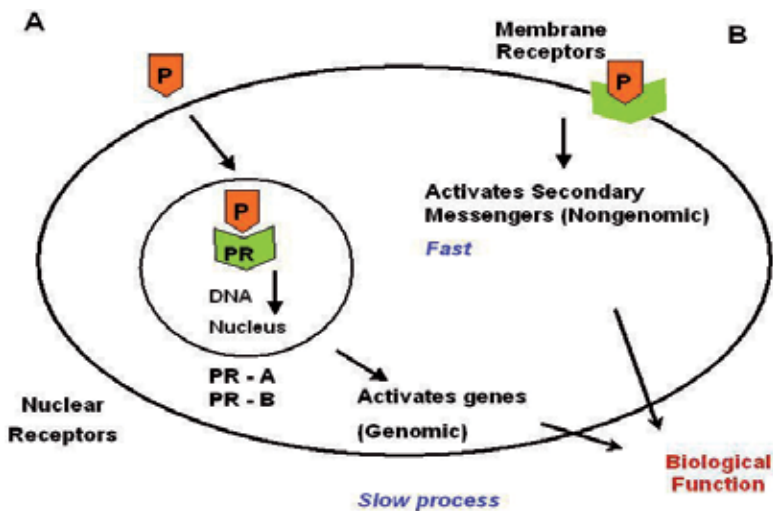 A
P
Membrane
Receptors
B
P
P
PR
DNA
Nucleus
PR - A
PR - B
Activates Secondary
Messengers (Nongenomic)
Fast
Nuclear
Receptors
Activates genes
(Genomic)
Biological
Function
Slow process